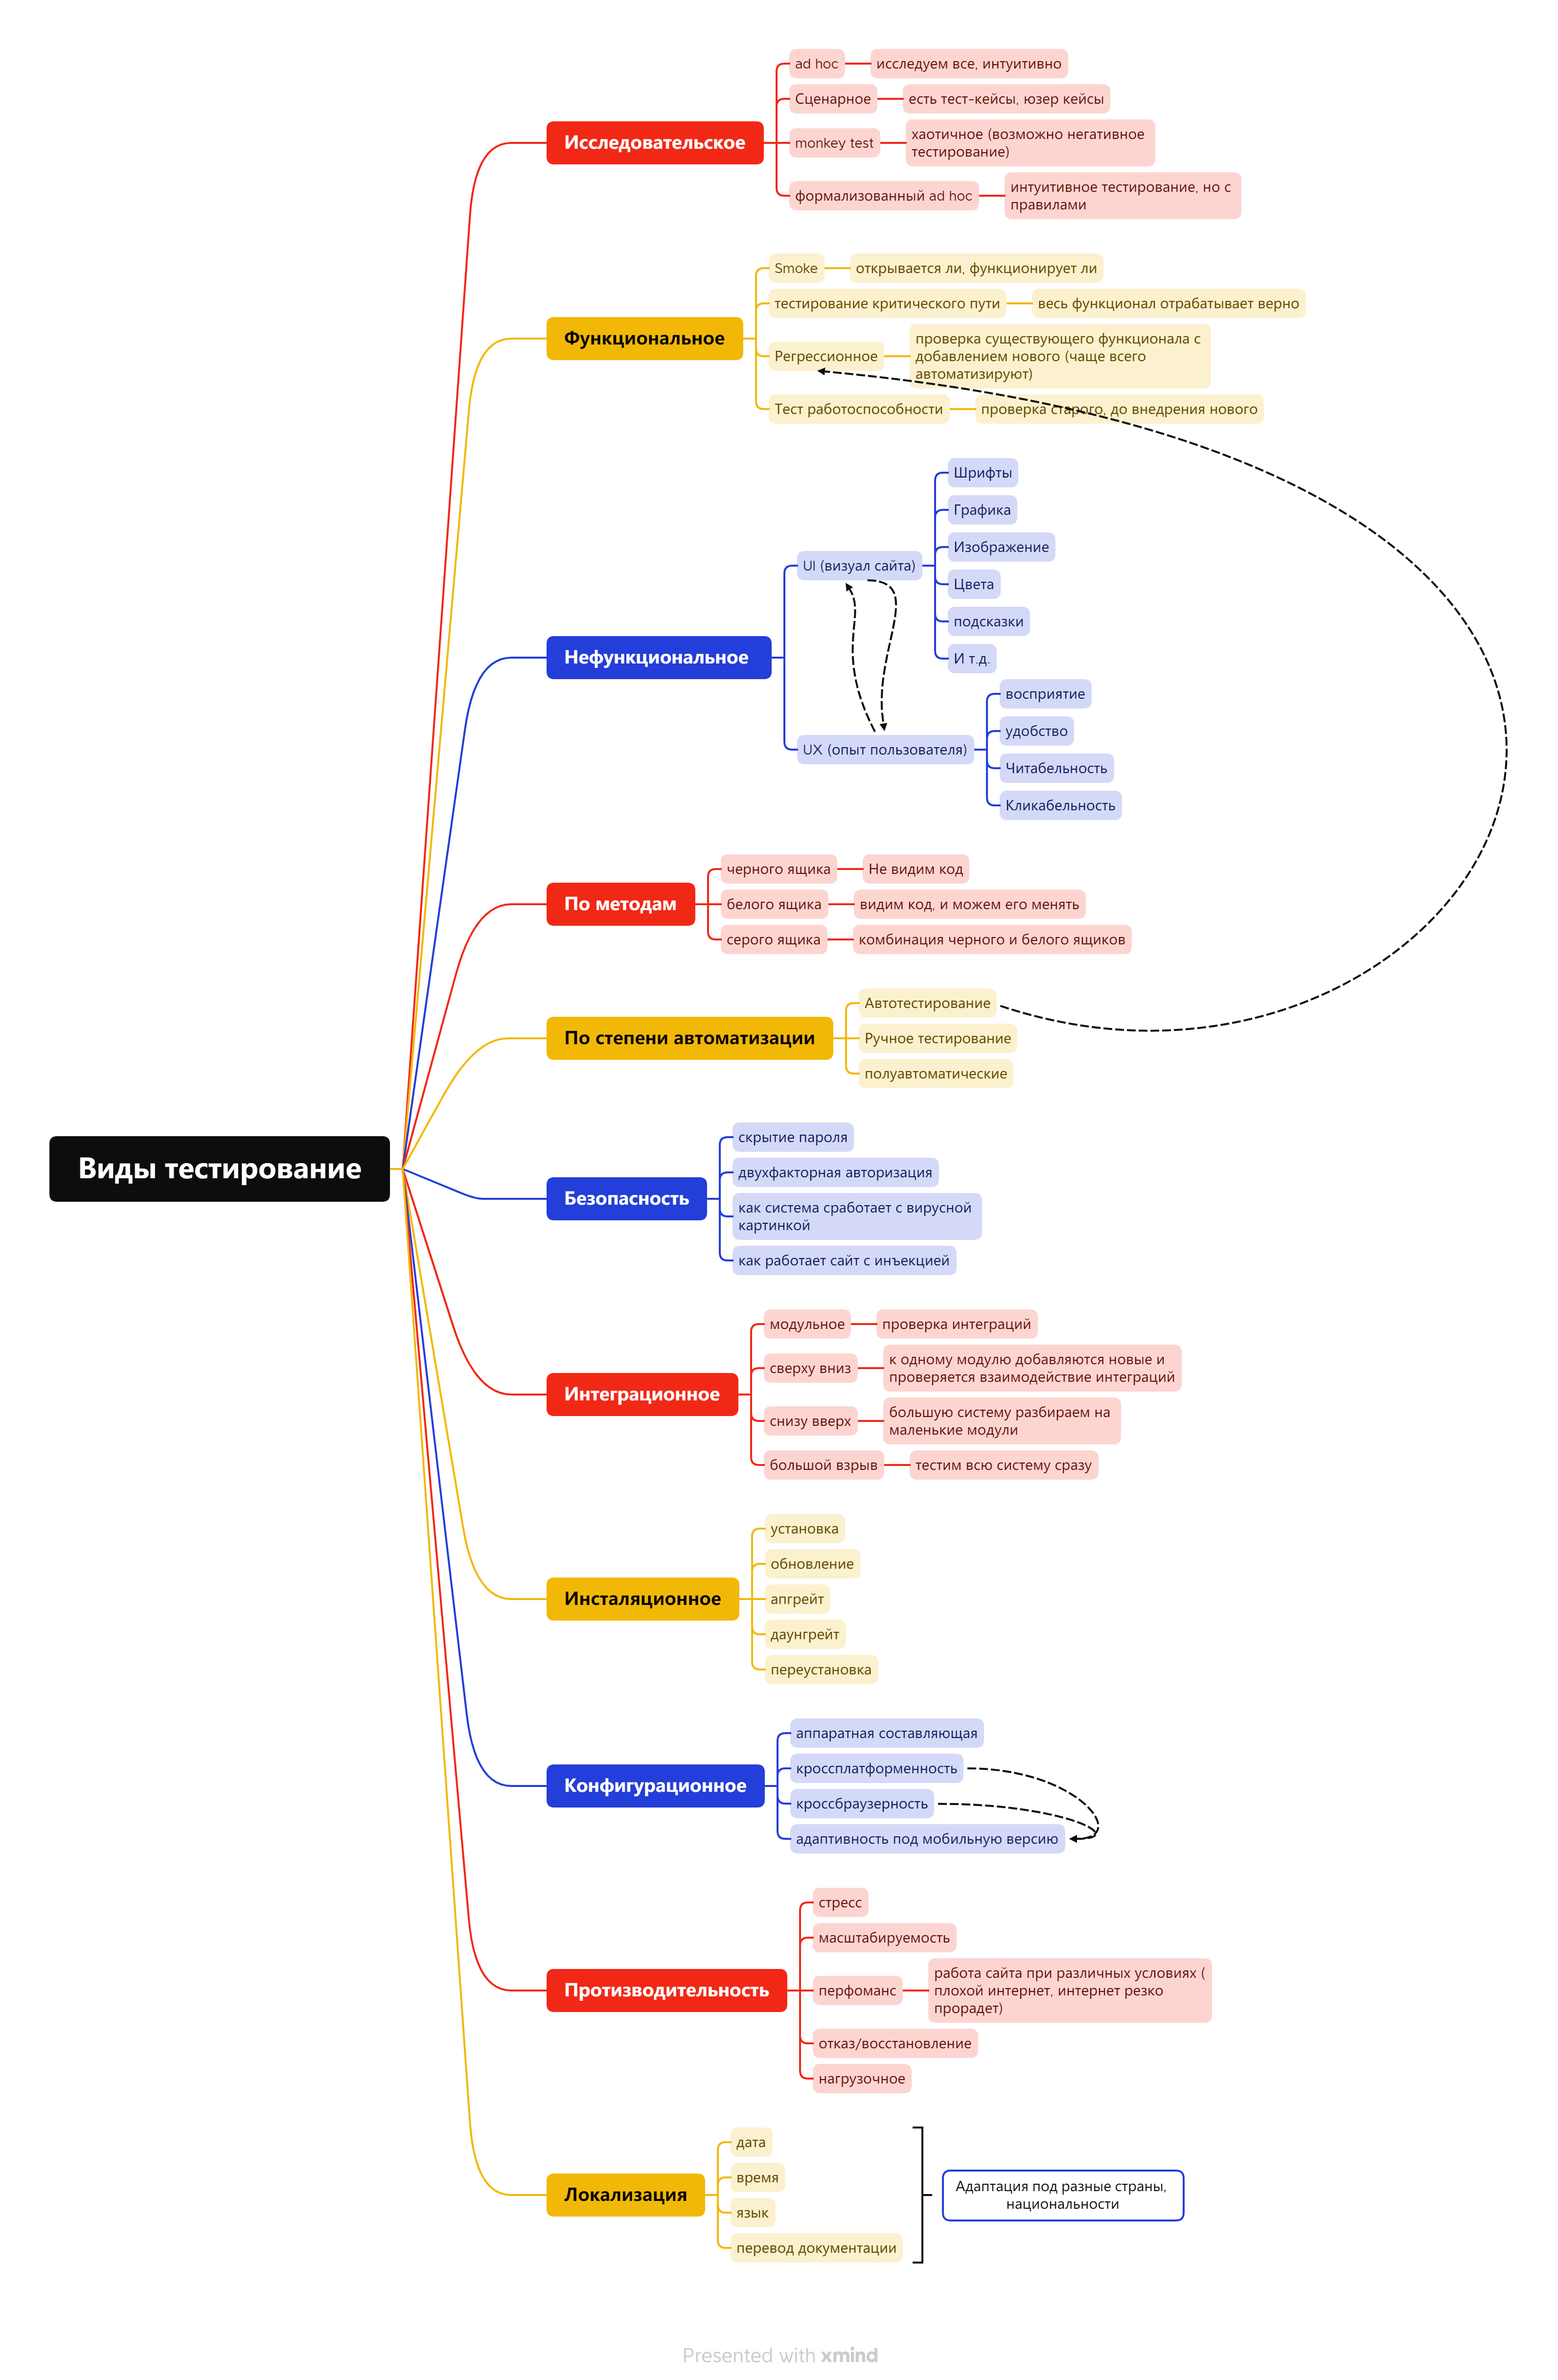 ad hoc
исследуем все, интуитивно
Сценарное
есть тест-кейсы, юзер кейсы
Исследовательское
monkey test
хаотичное (возможно негативное
тестирование)
формализованный ad hoc
интуитивное тестирование, но с
правилами
Smoke
открывается ли, функционирует ли
тестирование критического пути
весь функционал отрабатывает верно
Функциональное
Регрессионное
проверка существующего функционала с
добавлением нового (чаще всего
автоматизируют)
Тест работоспособности
проверка старого, до внедрения нового
Нефункциональное
UI (визуал сайта)
Шрифты
Графика
Изображение
Цвета
подсказки
И т.д.
UX (опыт пользователя)
восприятие
удобство
Читабельность
Кликабельность
По методам
черного ящика
Не видим код
белого ящика
видим код, и можем его менять
серого ящика
комбинация черного и белого ящиков
По степени автоматизации
Автотестирование
Ручное тестирование
полуавтоматические
Виды тестирование
Безопасность
скрытие пароля
двухфакторная авторизация
как система сработает с вирусной
картинкой
как работает сайт с инъекцией
Интеграционное
модульное
проверка интеграций
сверху вниз
к одному модулю добавляются новые и
проверяется взаимодействие интеграций
снизу вверх
большую систему разбираем на
маленькие модули
большой взрыв
тестим всю систему сразу
Инсталяционное
установка
обновление
апгрейт
даунгрейт
переустановка
Конфигурационное
аппаратная составляющая
кроссплатформенность
кроссбраузерность
адаптивность под мобильную версию
Протизводительность
стресс
масштабируемость
перфоманс
работа сайта при различных условиях (
плохой интернет, интернет резко
прорадет)
отказ/восстановление
нагрузочное
Локализация
дата
время
язык
перевод документации
Адаптация под разные страны,
национальности
Presented with xmind